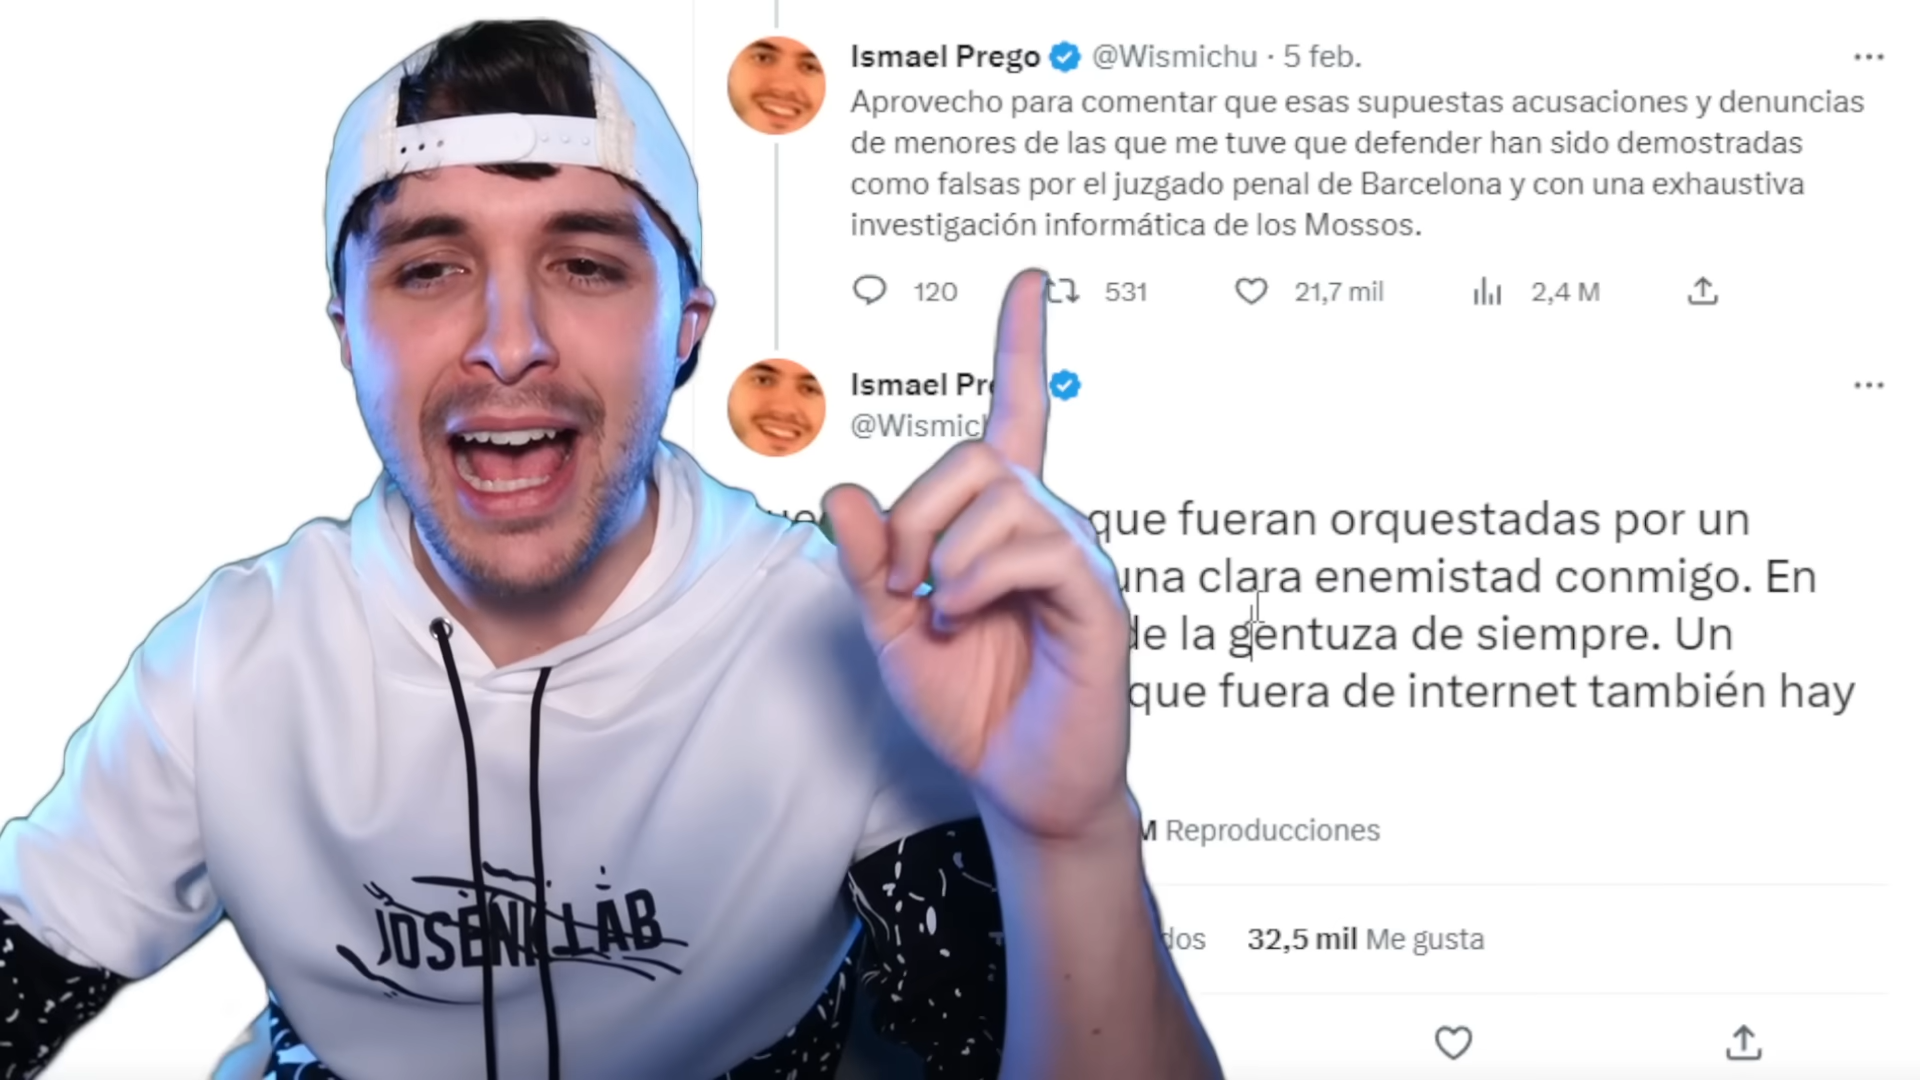 Ismael Prego @Wismichu · 5 feb.
Aprovecho para comentar que esas supuestas acusaciones y denuncias
de menores de las que me tuve que defender han sido demostradas
como falsas por el juzgado penal de Barcelona y con una exhaustiva
investigación informática de los Mossos.
120 531 21,7 mil 2,4 M
Ismael
que fueran orquestadas por un
una clara enemistad conmigo. En
de la gentuza de siempre. Un
que fuera de internet también hay
M Reproducciones
32,5 mil Me gusta
LAB